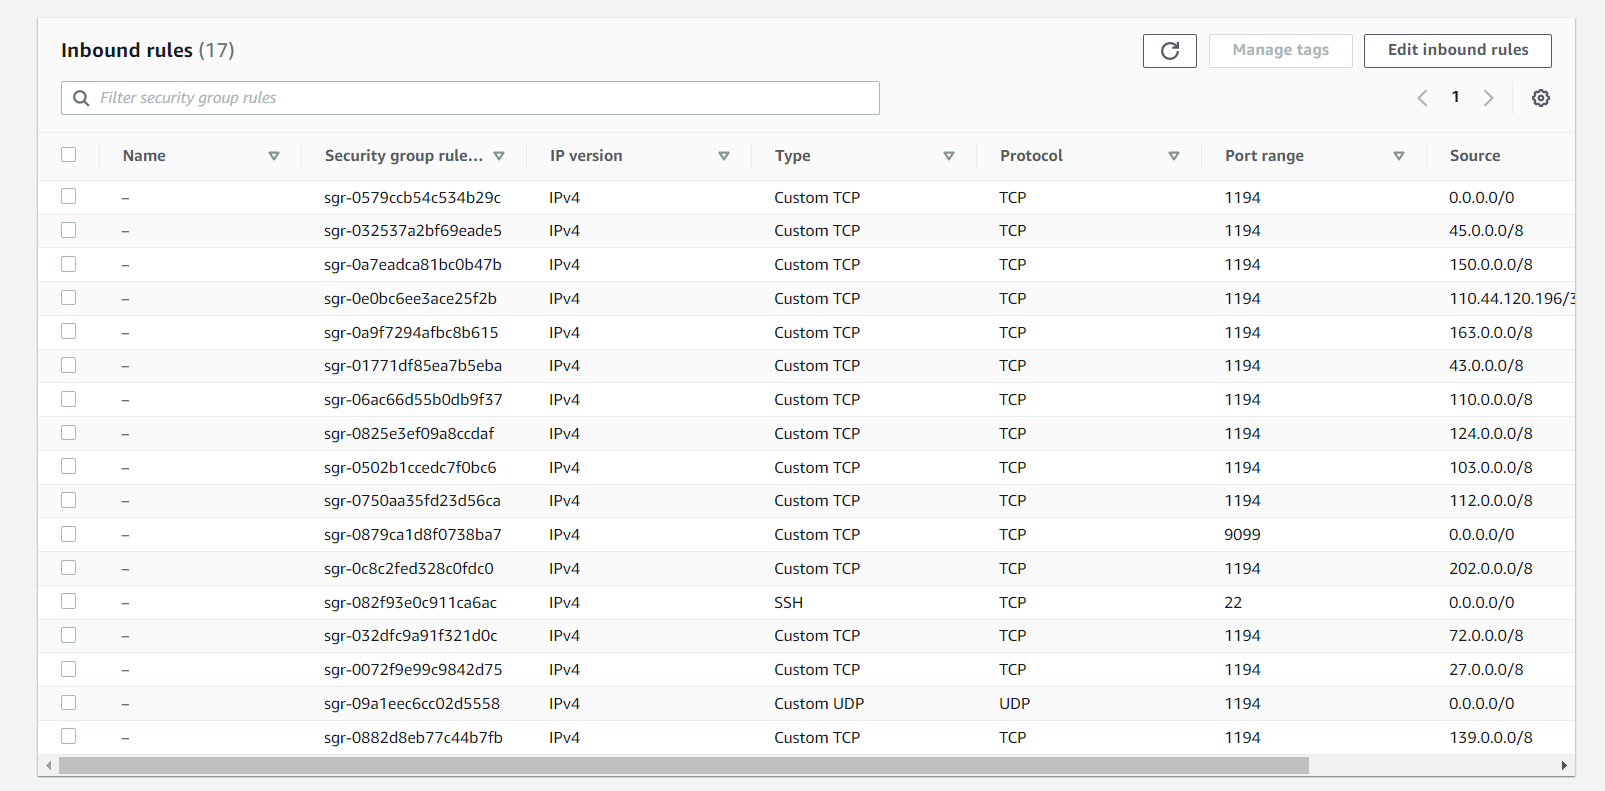 Inbound rules (17)
Manage tags
Edit inbound rules
Filter security group rules
1
Name Security group rule... IP version Type Protocol Port range Source
– sgr-0579ccb54c534b29c IPv4 Custom TCP TCP 1194 0.0.0.0/0
– sgr-032537a2bf69eade5 IPv4 Custom TCP TCP 1194 45.0.0.0/8
– sgr-0a7eadca81bc0b47b IPv4 Custom TCP TCP 1194 150.0.0.0/8
– sgr-0e0bc6ee3ace25f2b IPv4 Custom TCP TCP 1194 110.44.120.196/3
– sgr-0a9f7294afbc8b615 IPv4 Custom TCP TCP 1194 163.0.0.0/8
– sgr-01771df85ea7b5eba IPv4 Custom TCP TCP 1194 43.0.0.0/8
– sgr-06ac66d55b0db9f37 IPv4 Custom TCP TCP 1194 110.0.0.0/8
– sgr-0825e3ef09a8ccdaf IPv4 Custom TCP TCP 1194 124.0.0.0/8
– sgr-0502b1ccedc7f0bc6 IPv4 Custom TCP TCP 1194 103.0.0.0/8
– sgr-0750aa35fd23d56ca IPv4 Custom TCP TCP 1194 112.0.0.0/8
– sgr-0879ca1d8f0738ba7 IPv4 Custom TCP TCP 9099 0.0.0.0/0
– sgr-0c8c2fed328c0fdc0 IPv4 Custom TCP TCP 1194 202.0.0.0/8
– sgr-082f93e0c911ca6ac IPv4 SSH TCP 22 0.0.0.0/0
– sgr-032dfc9a91f321d0c IPv4 Custom TCP TCP 1194 72.0.0.0/8
– sgr-0072f9e99c9842d75 IPv4 Custom TCP TCP 1194 27.0.0.0/8
– sgr-09a1eec6cc02d5558 IPv4 Custom UDP UDP 1194 0.0.0.0/0
– sgr-0882d8eb77c44b7fb IPv4 Custom TCP TCP 1194 139.0.0.0/8